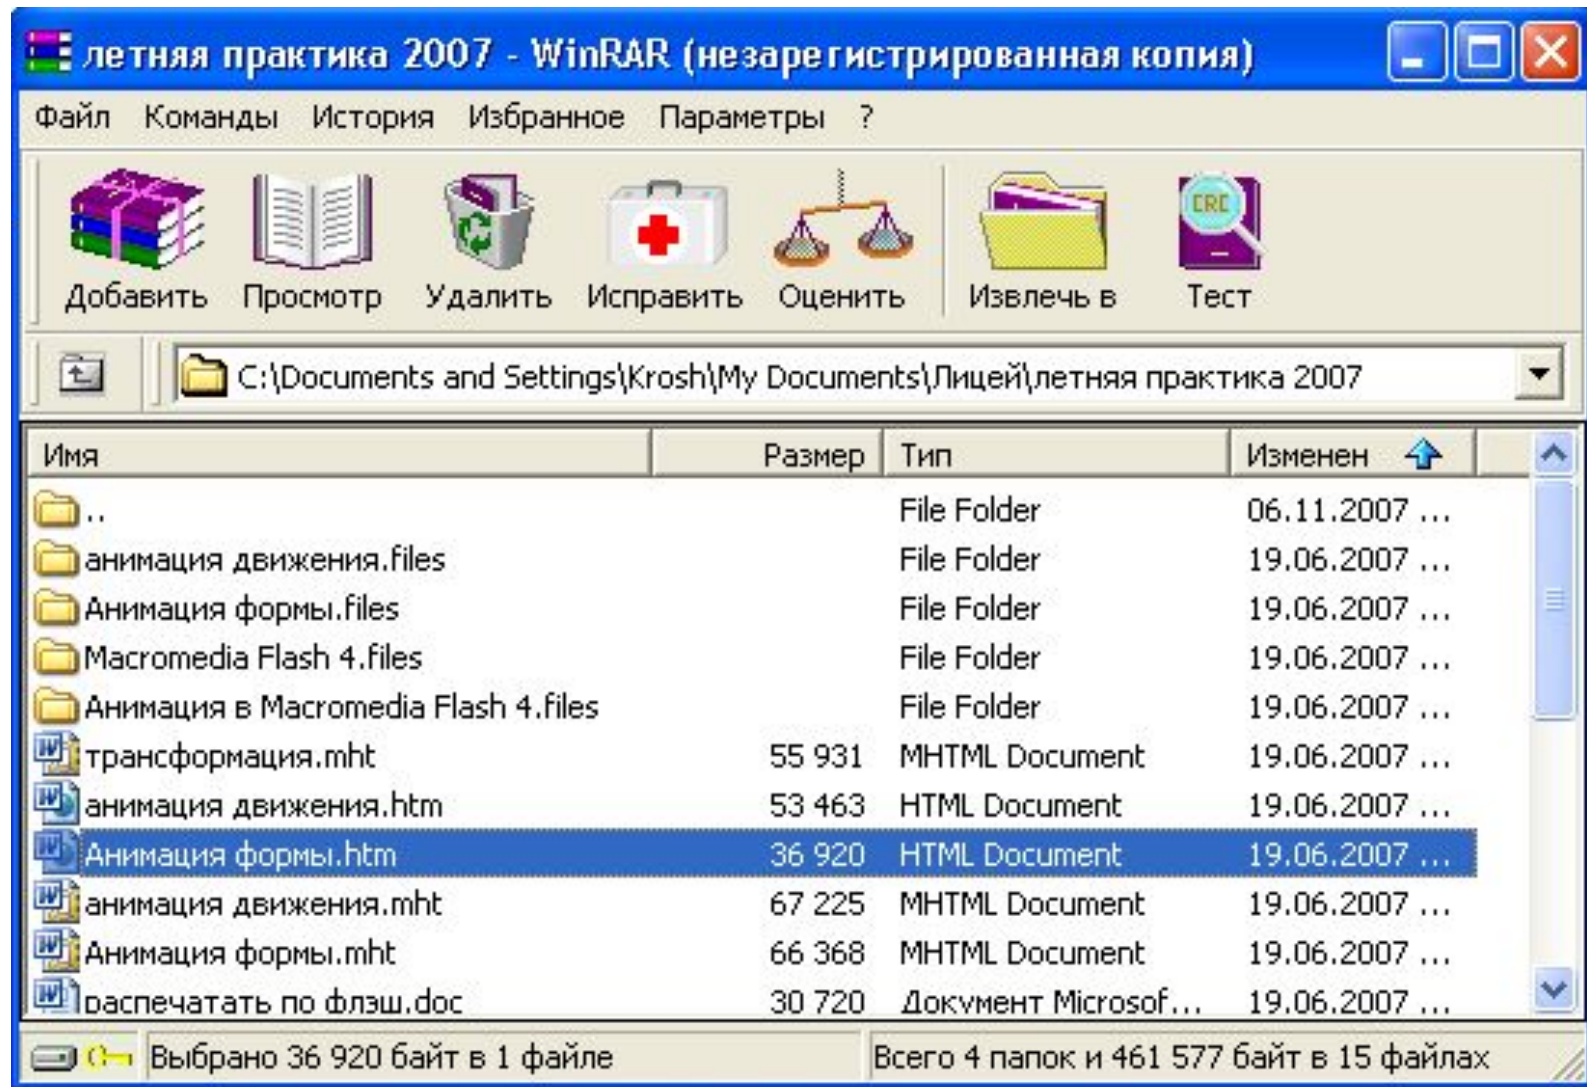 летняя практика 2007 - WinRAR (незарегистрированная копия)
Файл Команды История Избранное Параметры ?
CRC
Добавить Просмотр Удалить Исправить Оценить Извлечь в Тест
C:\Documents and Settings\Krosh\My Documents\Лицей\летняя практика 2007
Имя Размер Тип Изменен
.. File Folder 06.11.2007 ...
анимация движения.files File Folder 19.06.2007 ...
Анимация формы.files File Folder 19.06.2007 ...
Macromedia Flash 4.files File Folder 19.06.2007 ...
Анимация в Macromedia Flash 4.files File Folder 19.06.2007 ...
трансформация.mht 55 931 MHTML Document 19.06.2007 ...
анимация движения.htm 53 463 HTML Document 19.06.2007 ...
Анимация формы.htm 36 920 HTML Document 19.06.2007 ...
анимация движения.mht 67 225 MHTML Document 19.06.2007 ...
Анимация формы.mht 66 368 MHTML Document 19.06.2007 ...
распечатать по флэш.doc 30 720 Документ Microsof... 19.06.2007 ...
Выбрано 36 920 байт в 1 файле Всего 4 папок и 461 577 байт в 15 файлах